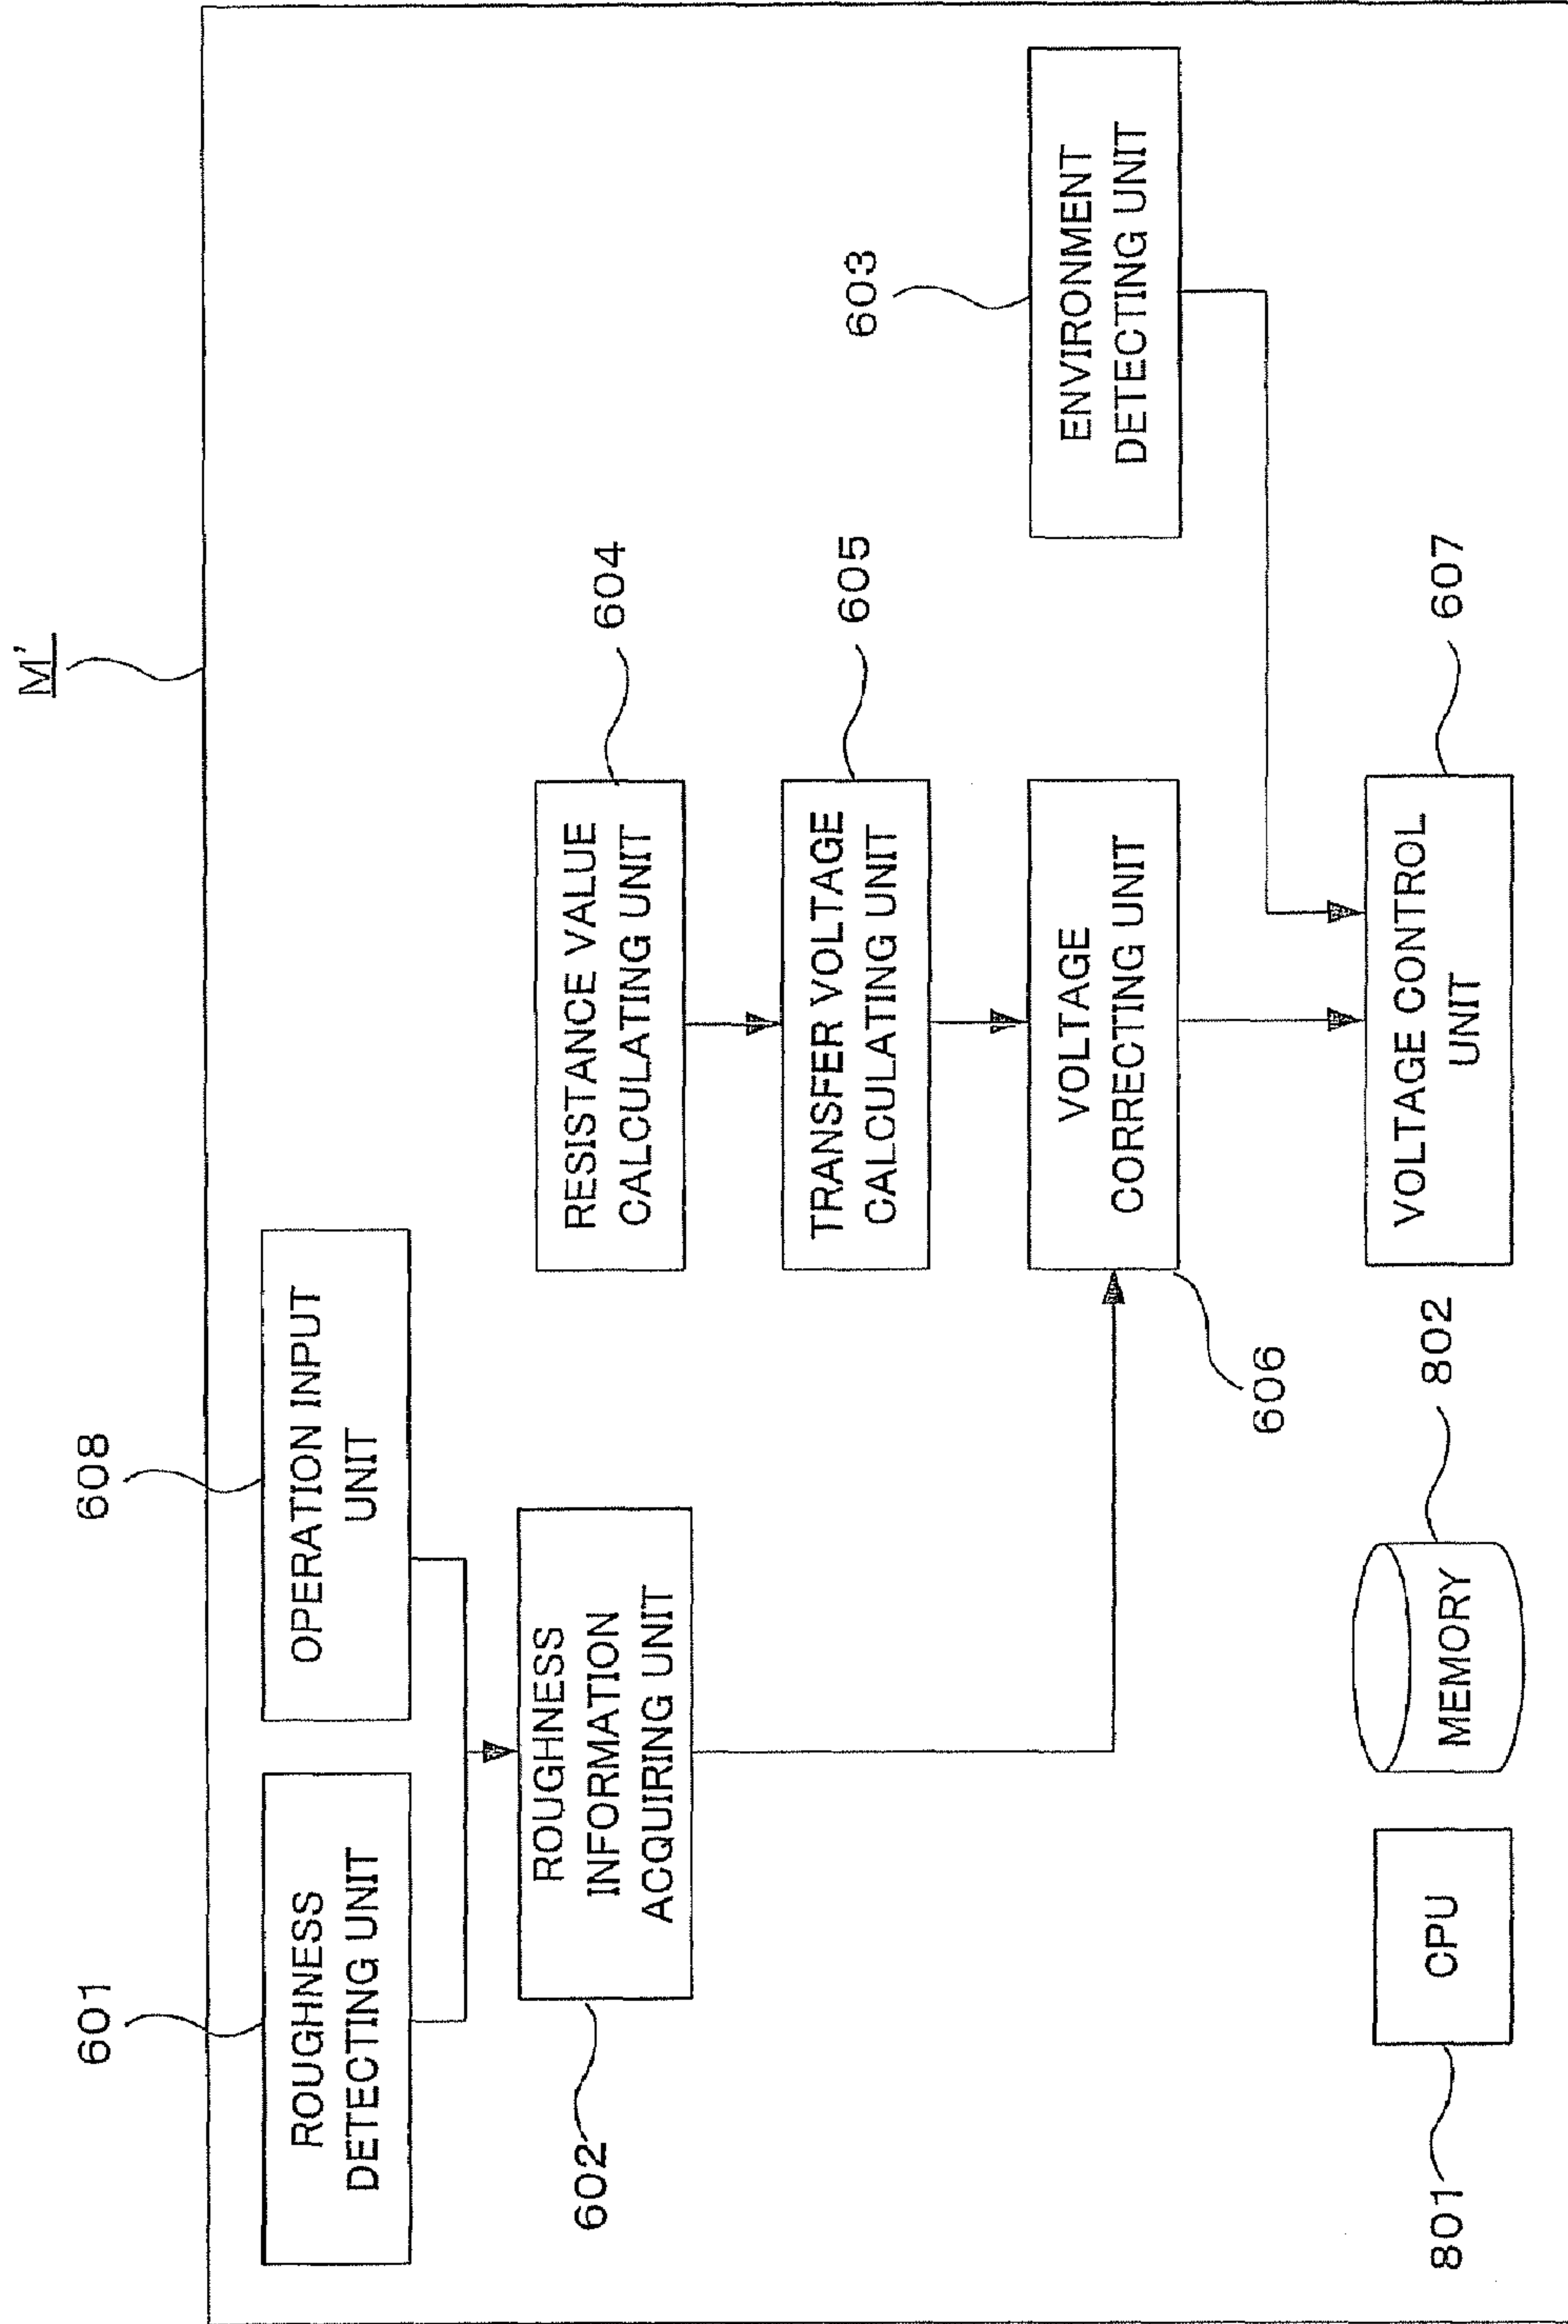 M'
601
608
ROUGHNESS
DETECTING UNIT
OPERATION INPUT
UNIT
602
ROUGHNESS
INFORMATION
ACQUIRING UNIT
RESISTANCE VALUE
CALCULATING UNIT
604
TRANSFER VOLTAGE
CALCULATING UNIT
605
603
VOLTAGE
CORRECTING UNIT
606
ENVIRONMENT
DETECTING UNIT
801
CPU
MEMORY
802
VOLTAGE CONTROL
UNIT
607